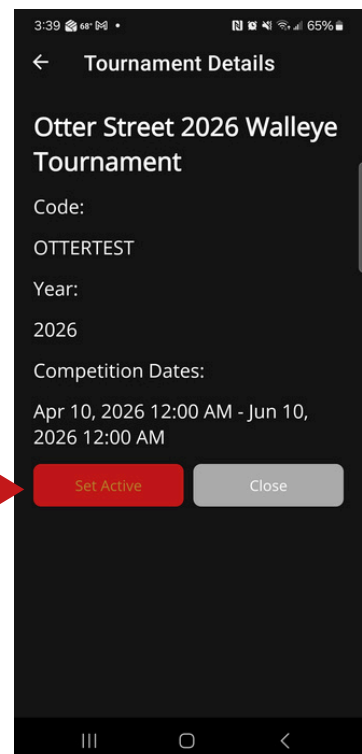 3:39 68° 65%
Tournament Details
Otter Street 2026 Walleye
Tournament
Code:
OTTERTEST
Year:
2026
Competition Dates:
Apr 10, 2026 12:00 AM - Jun 10,
2026 12:00 AM
Set Active Close